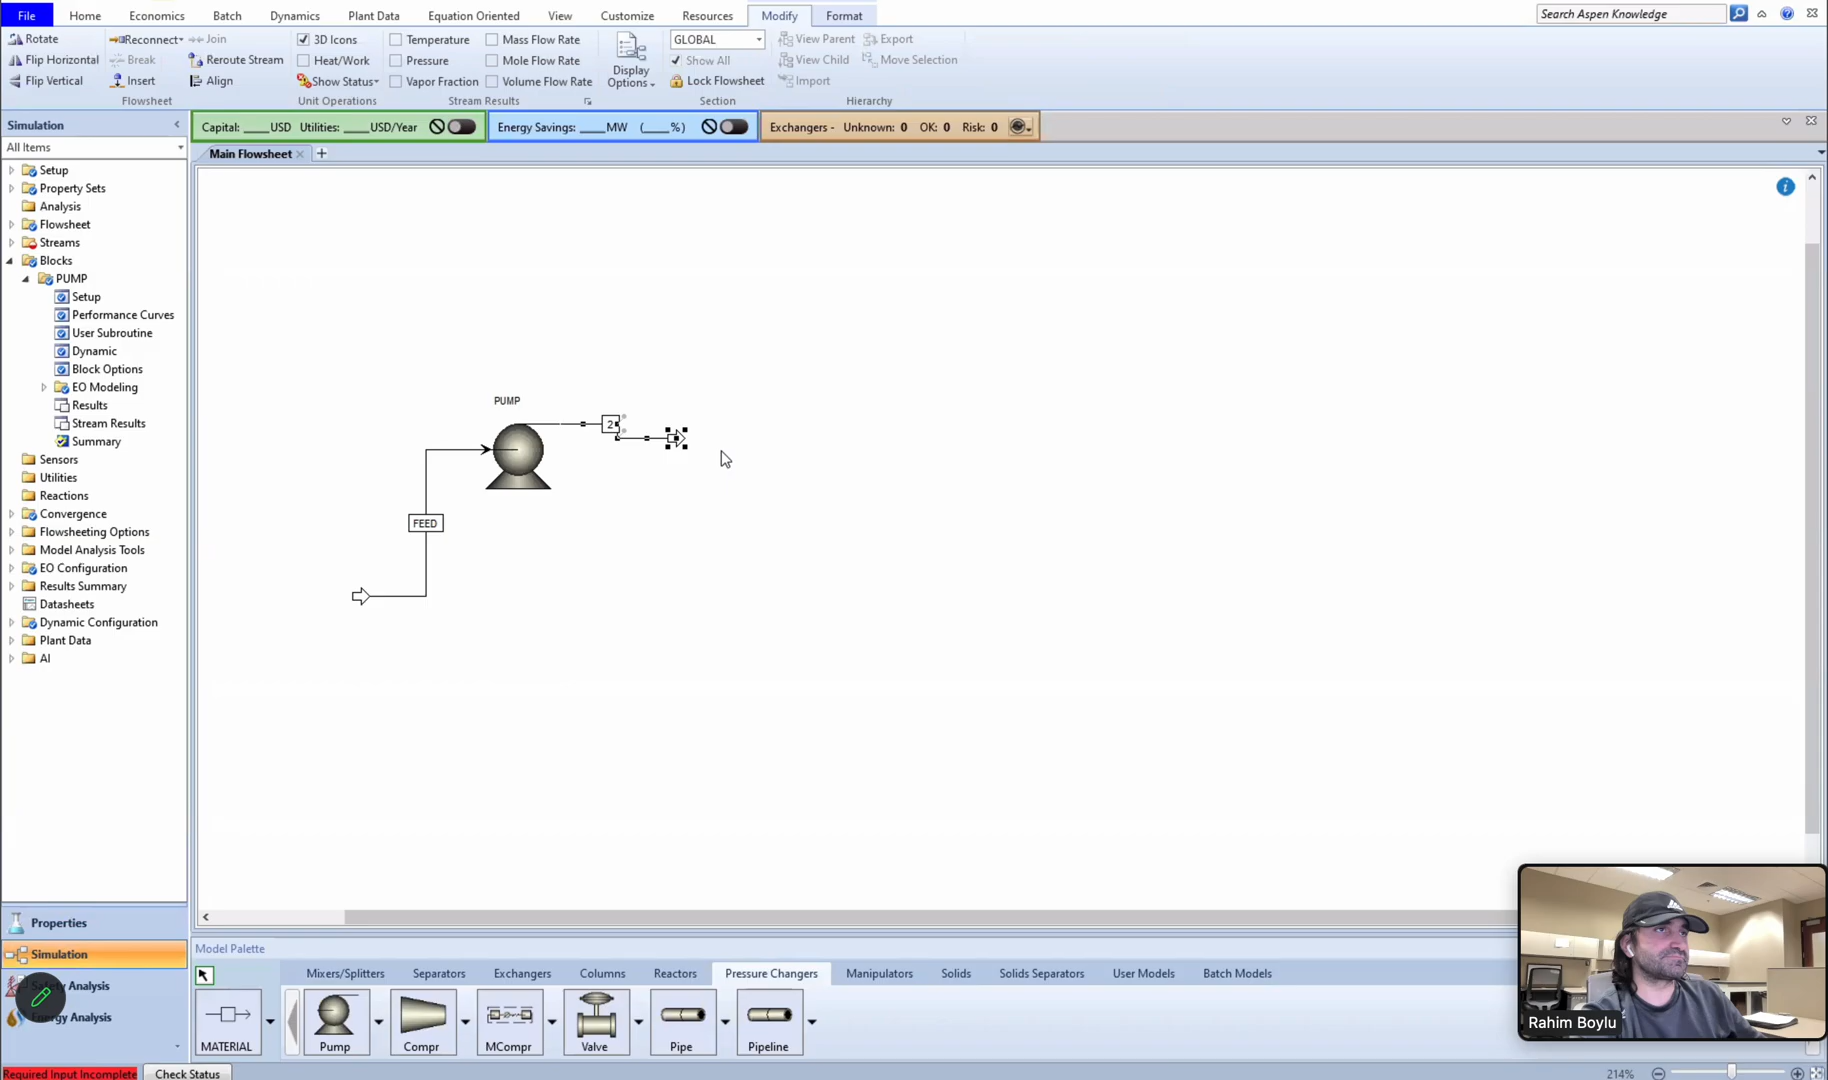 File Home Economics Batch Dynamics Plant Data Equation Oriented View Customize Resources Modify Format Search Aspen Knowledge
Rotate Reconnect Join 3D Icons Temperature Mass Flow Rate GLOBAL View Parent Export
Flip Horizontal Break Reroute Stream Heat/Work Pressure Mole Flow Rate Display Options Show All View Child Move Selection
Flip Vertical Insert Align Show Status Vapor Fraction Volume Flow Rate Lock Flowsheet Import
Flowsheet Unit Operations Stream Results Section Hierarchy
Simulation
Capital: ____USD Utilities: ____USD/Year Energy Savings: ____MW (____%) Exchangers - Unknown: 0 OK: 0 Risk: 0
All Items
Main Flowsheet
Setup
Property Sets
Analysis
Flowsheet
Streams
Blocks
PUMP
Setup
Performance Curves
User Subroutine
Dynamic
Block Options
EO Modeling
Results
Stream Results
Summary
Sensors
Utilities
Reactions
Convergence
Flowsheeting Options
Model Analysis Tools
EO Configuration
Results Summary
Datasheets
Dynamic Configuration
Plant Data
AI
PUMP
2
FEED
Properties
Simulation
Analysis
Energy Analysis
Model Palette
Mixers/Splitters Separators Exchangers Columns Reactors Pressure Changers Manipulators Solids Solids Separators User Models Batch Models
MATERIAL Pump Compr MCompr Valve Pipe Pipeline
Rahim Boylu
Required Input Incomplete Check Status 214%